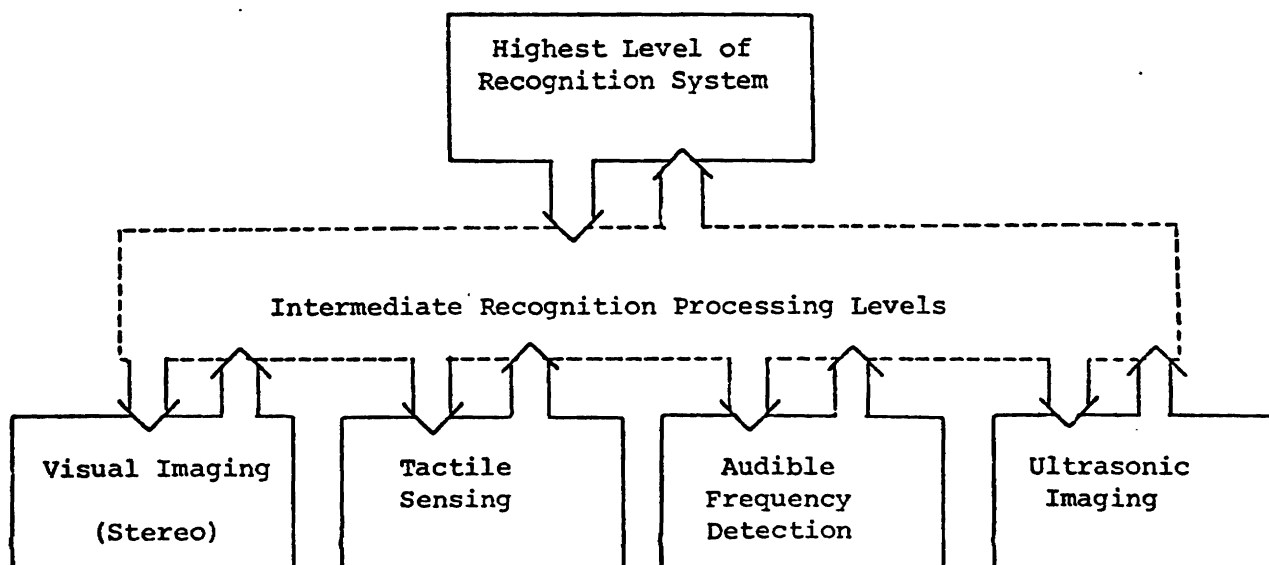 Highest Level of
Recognition System
Intermediate Recognition Processing Levels
Visual Imaging
(Stereo)
Tactile
Sensing
Audible
Frequency
Detection
Ultrasonic
Imaging